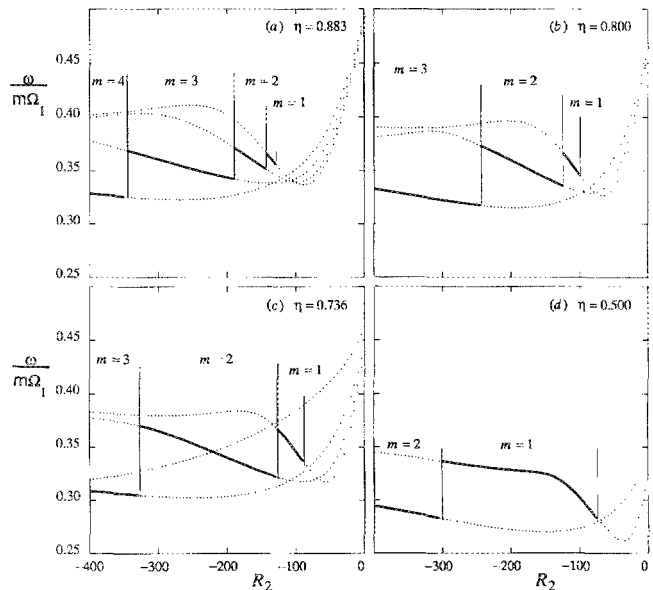 (a) η = 0.883
(b) η = 0.800
0.45
0.40
0.35
0.30
0.25
ω
mΩ1
m = 4
m = 3
m = 2
m = 1
m = 3
m = 2
m = 1
(c) η = 0.736
(d) η = 0.500
0.45
0.40
0.35
0.30
0.25
ω
mΩ1
m = 3
m = 2
m = 1
m = 2
m = 1
-400
-300
-200
-100
R2
-300
-200
-100
0
R2